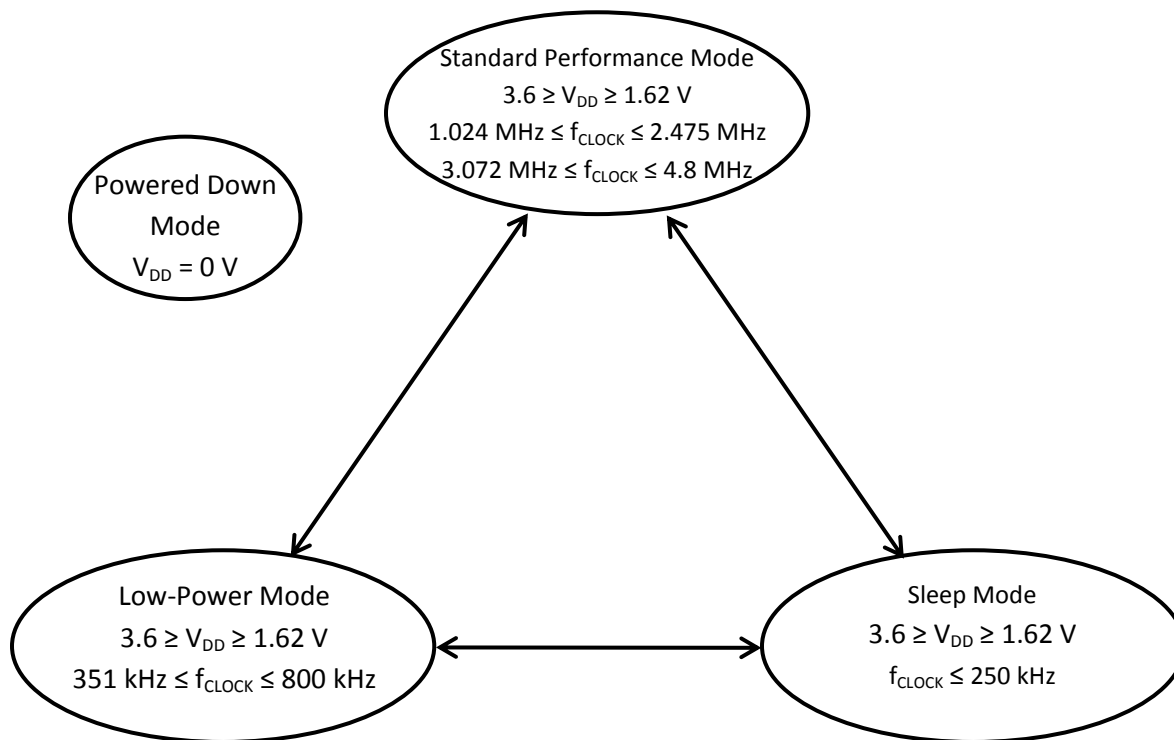 Standard Performance Mode
3.6 ≥ V_DD ≥ 1.62 V
1.024 MHz ≤ f_CLOCK ≤ 2.475 MHz
3.072 MHz ≤ f_CLOCK ≤ 4.8 MHz
Powered Down
Mode
V_DD = 0 V
Low-Power Mode
3.6 ≥ V_DD ≥ 1.62 V
351 kHz ≤ f_CLOCK ≤ 800 kHz
Sleep Mode
3.6 ≥ V_DD ≥ 1.62 V
f_CLOCK ≤ 250 kHz